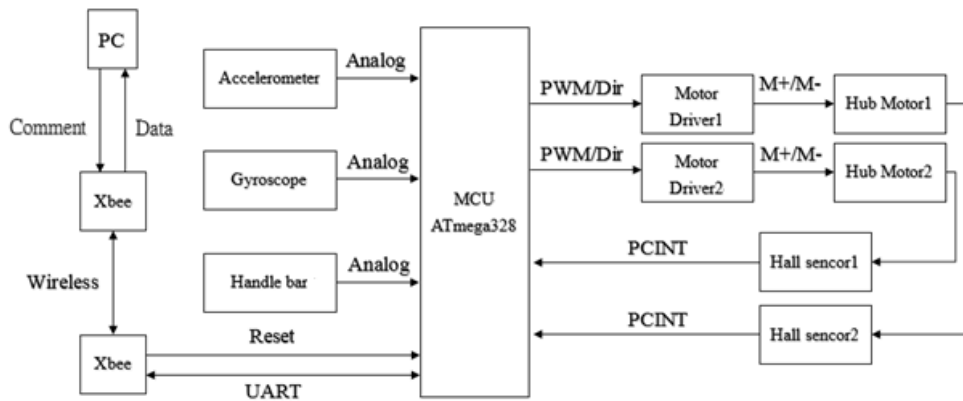 PC
Comment
Data
Xbee
Wireless
Xbee
Accelerometer
Analog
Gyroscope
Analog
Handle bar
Analog
Reset
UART
MCU
ATmega328
PWM/Dir
Motor
Driver1
M+/M-
Hub Motor1
PWM/Dir
Motor
Driver2
M+/M-
Hub Motor2
PCINT
Hall sencor1
PCINT
Hall sencor2